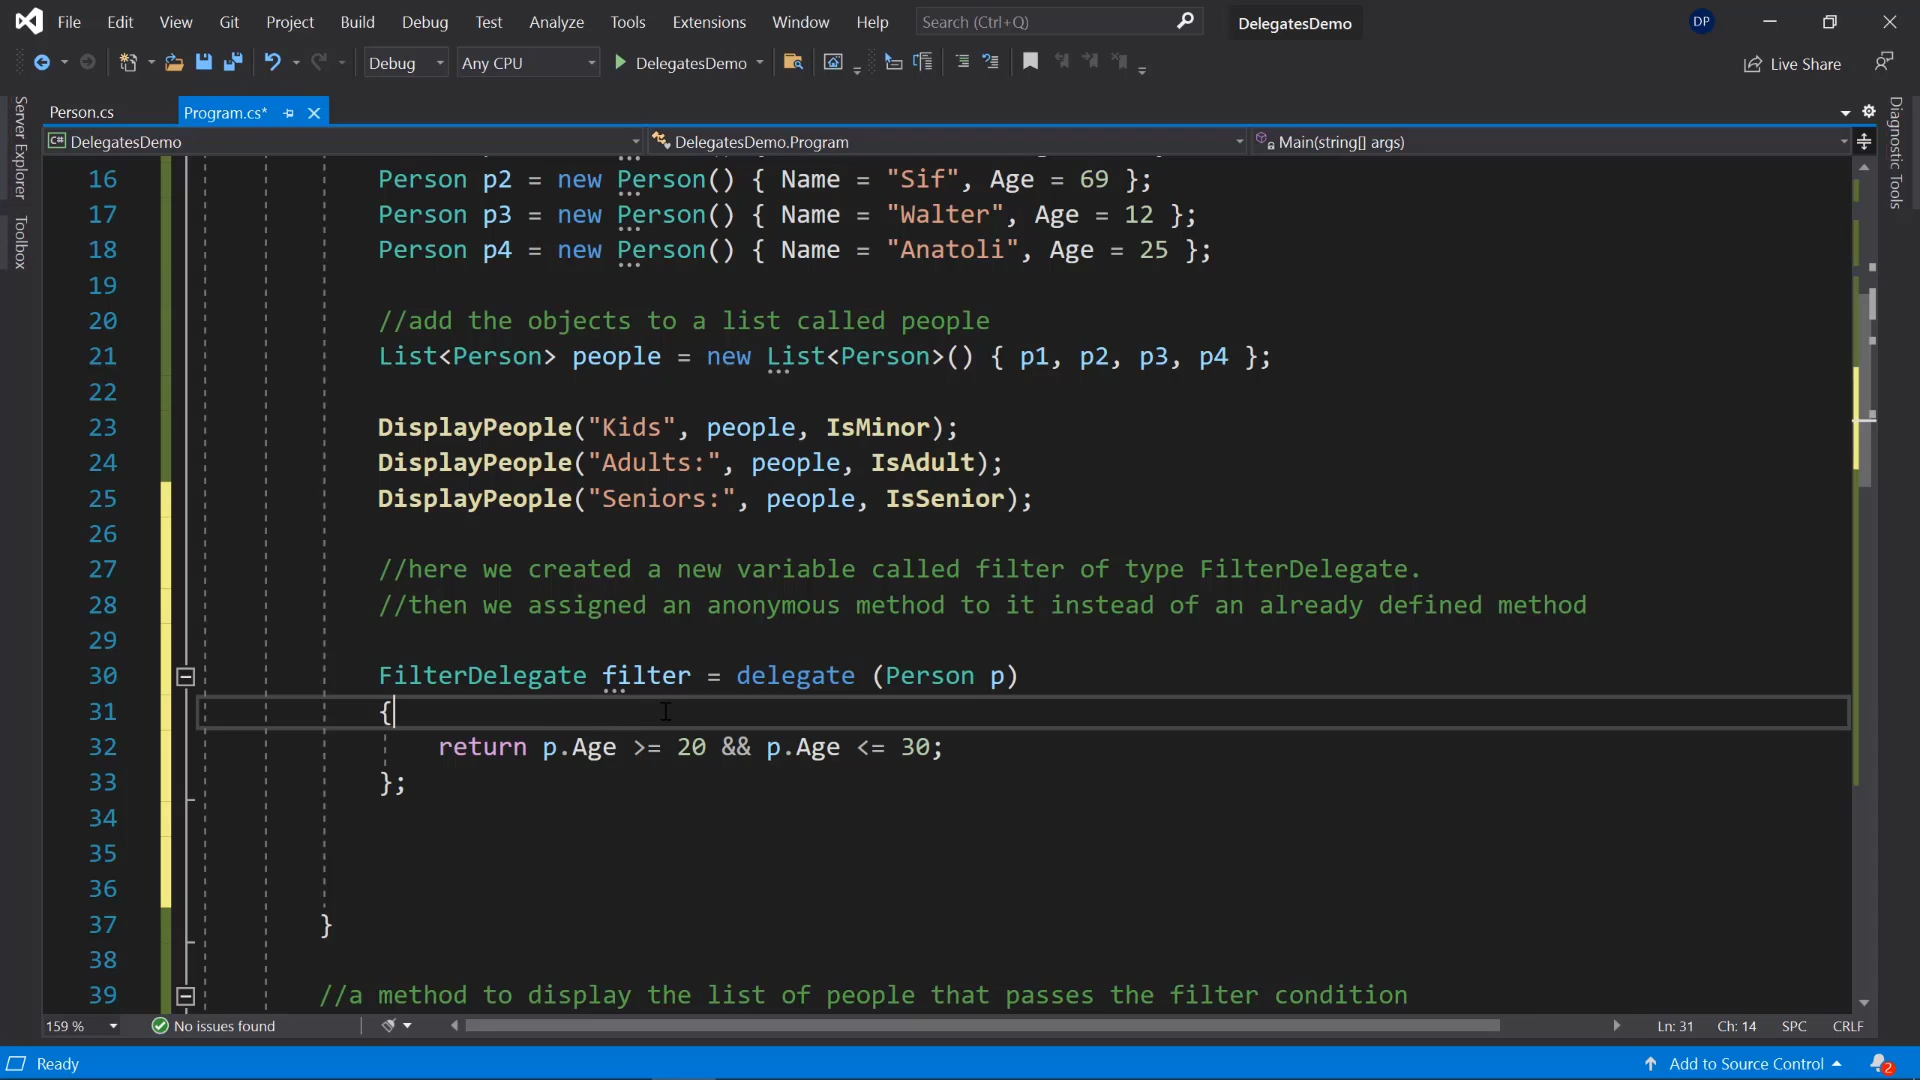 File Edit View Git Project Build Debug Test Analyze Tools Extensions Window Help Search (Ctrl+Q) DelegatesDemo DP
Debug Any CPU DelegatesDemo Live Share
Server Explorer
Toolbox
Diagnostic Tools
Person.cs Program.cs*
C# DelegatesDemo DelegatesDemo.Program Main(string[] args)
16 Person p2 = new Person() { Name = "Sif", Age = 69 };
17 Person p3 = new Person() { Name = "Walter", Age = 12 };
18 Person p4 = new Person() { Name = "Anatoli", Age = 25 };
19
20 //add the objects to a list called people
21 List<Person> people = new List<Person>() { p1, p2, p3, p4 };
22
23 DisplayPeople("Kids", people, IsMinor);
24 DisplayPeople("Adults:", people, IsAdult);
25 DisplayPeople("Seniors:", people, IsSenior);
26
27 //here we created a new variable called filter of type FilterDelegate.
28 //then we assigned an anonymous method to it instead of an already defined method
29
30 FilterDelegate filter = delegate (Person p)
31 {
32 return p.Age >= 20 && p.Age <= 30;
33 };
34
35
36
37 }
38
39 //a method to display the list of people that passes the filter condition
159 % No issues found Ln: 31 Ch: 14 SPC CRLF
Ready Add to Source Control 2